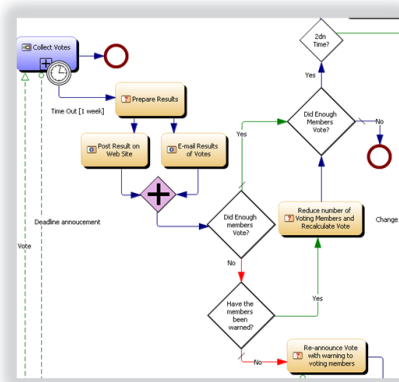 2dn
Time?
Collect Votes
Yes
Time Out [1 week]
Prepare Results
Did Enough
Members
Vote?
No
Yes
Post Result on
Web Site
E-mail Results
of Votes
Deadline annoucement
Did Enough
members
Vote?
Reduce number of
Voting Members and
Recalculate Vote
Change
Vote
No
Have the
members
been
warned?
Yes
No
Re-announce Vote
with warning to
voting members